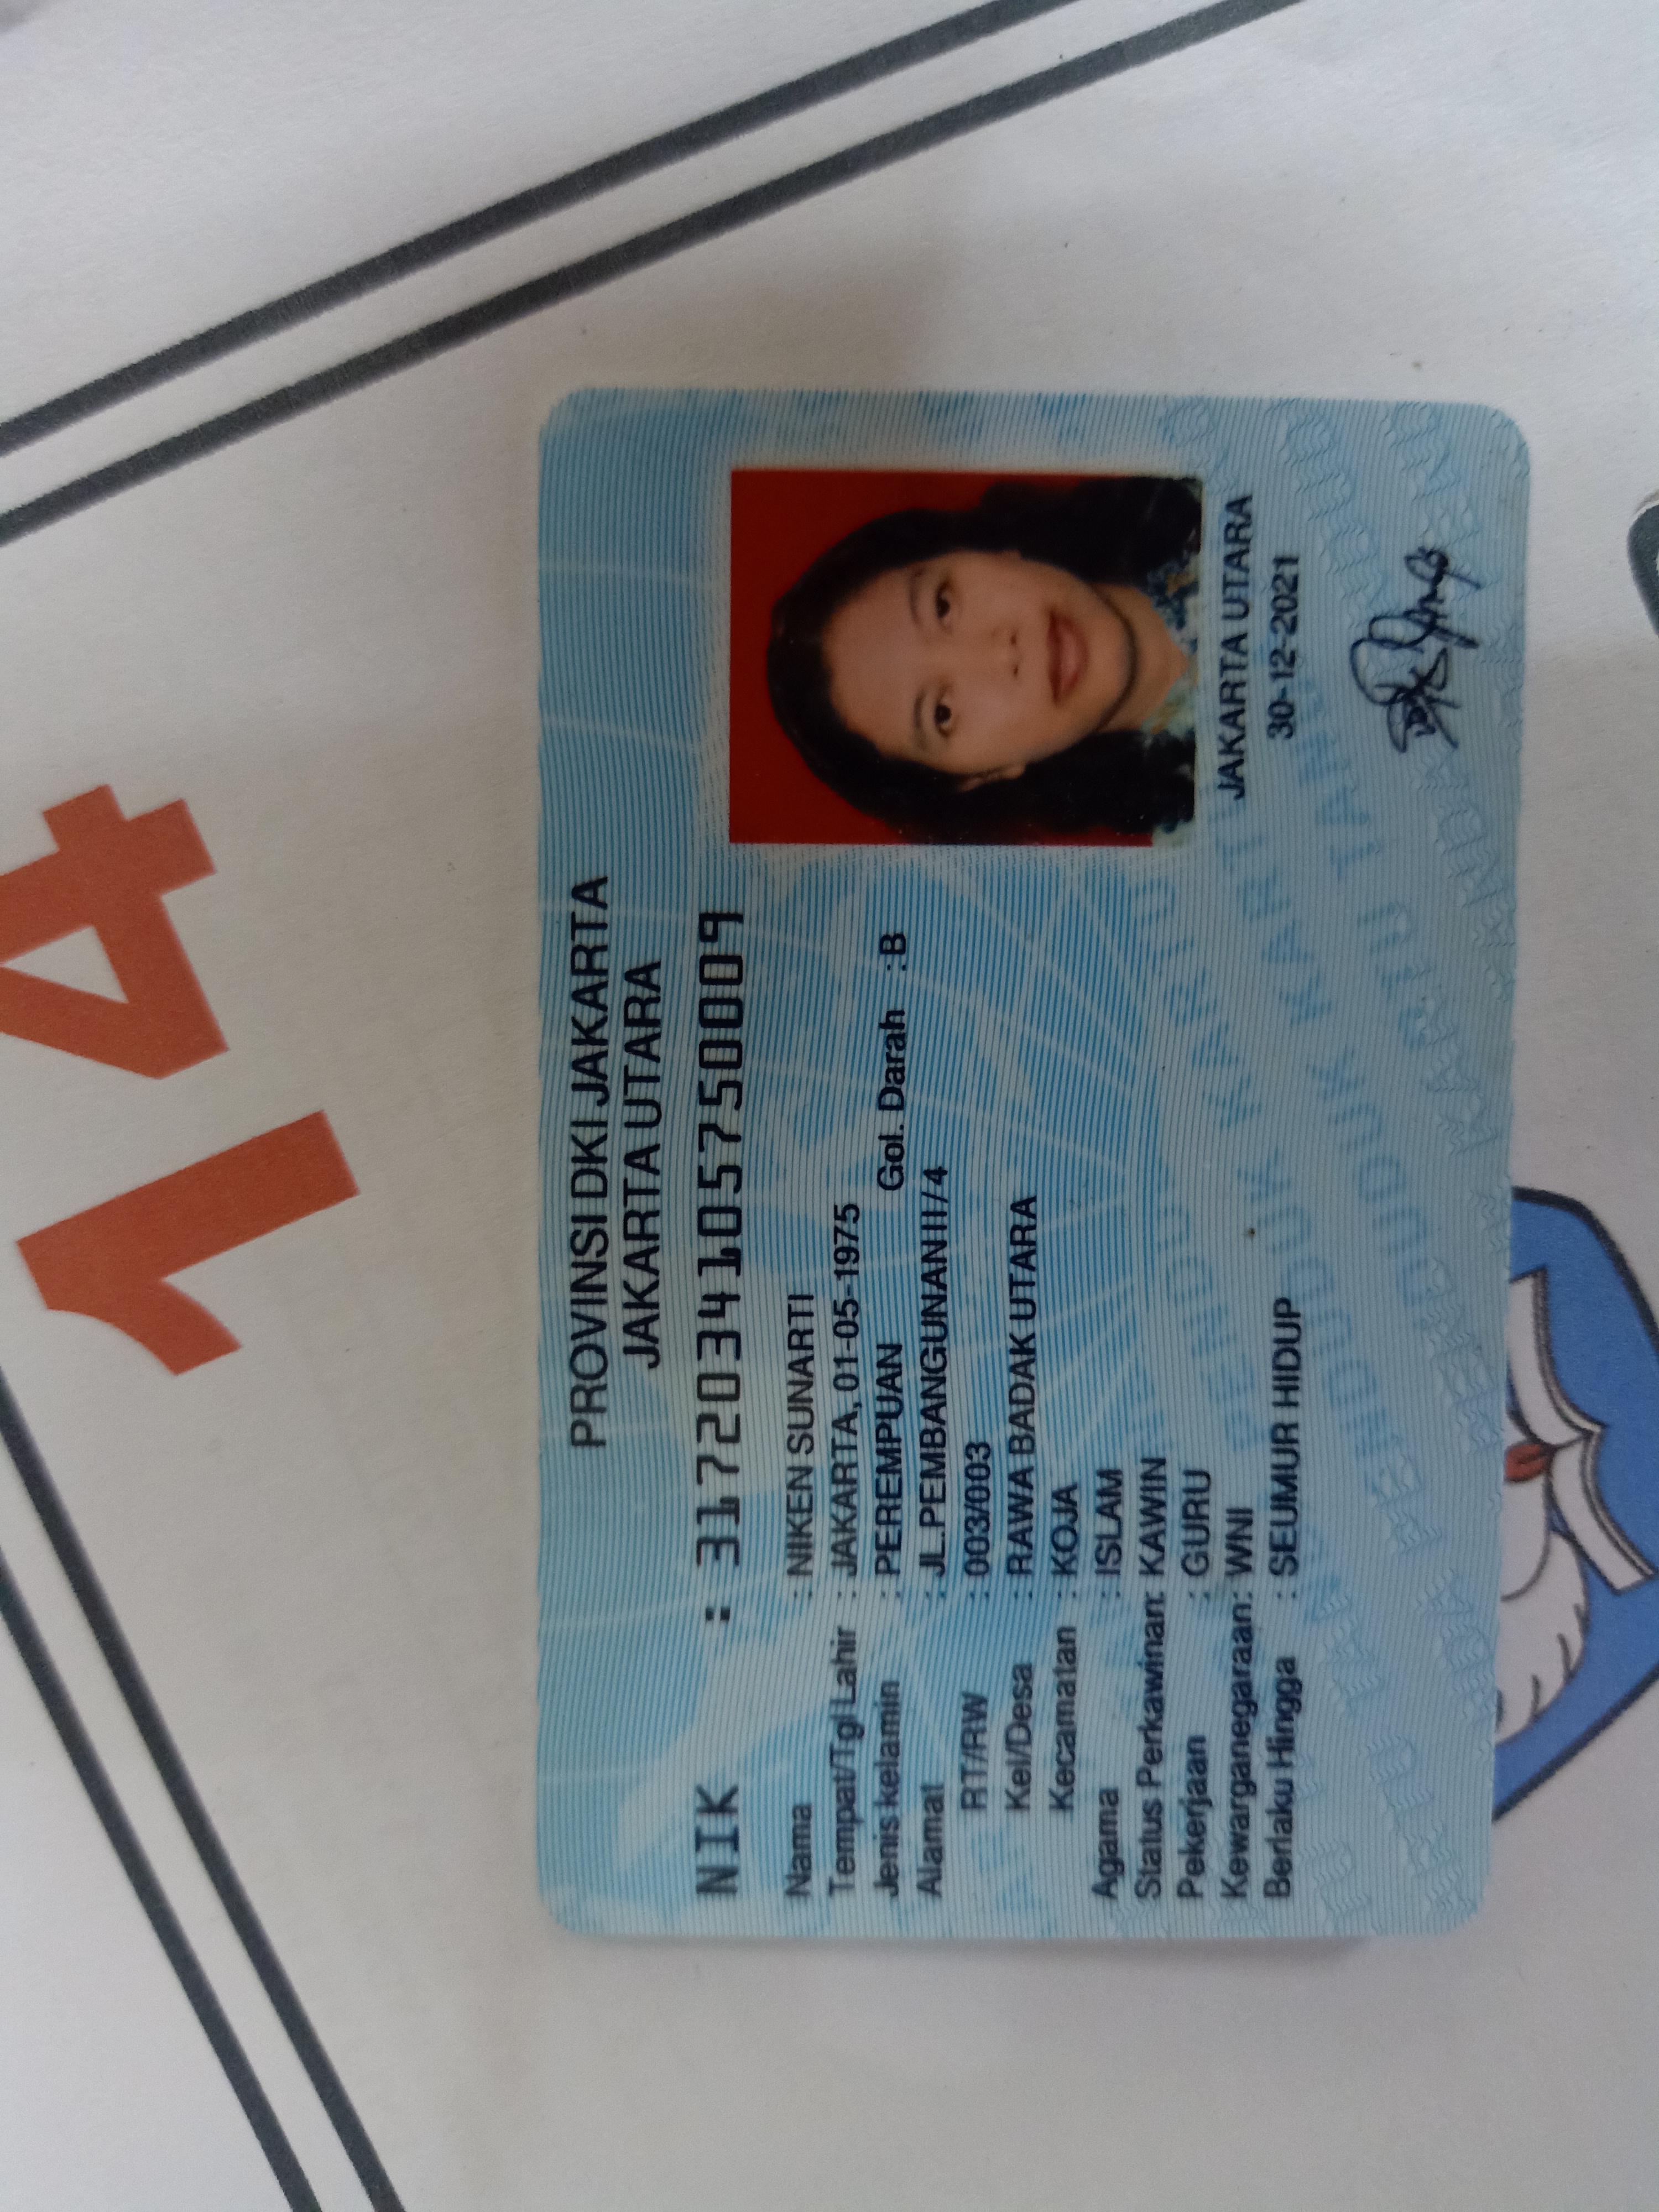 14
PROVINSI DKI JAKARTA
JAKARTA UTARA
NIK : 3172034105750009
Nama : NIKEN SUNARTI
Tempat/Tgl Lahir : JAKARTA, 01-05-1975
Jenis kelamin : PEREMPUAN Gol. Darah : B
Alamat : JL.PEMBANGUNAN II / 4
RT/RW : 003/003
Kel/Desa : RAWA BADAK UTARA
Kecamatan : KOJA
Agama : ISLAM
Status Perkawinan: KAWIN
Pekerjaan : GURU
Kewarganegaraan: WNI
Berlaku Hingga : SEUMUR HIDUP
JAKARTA UTARA
30-12-2021